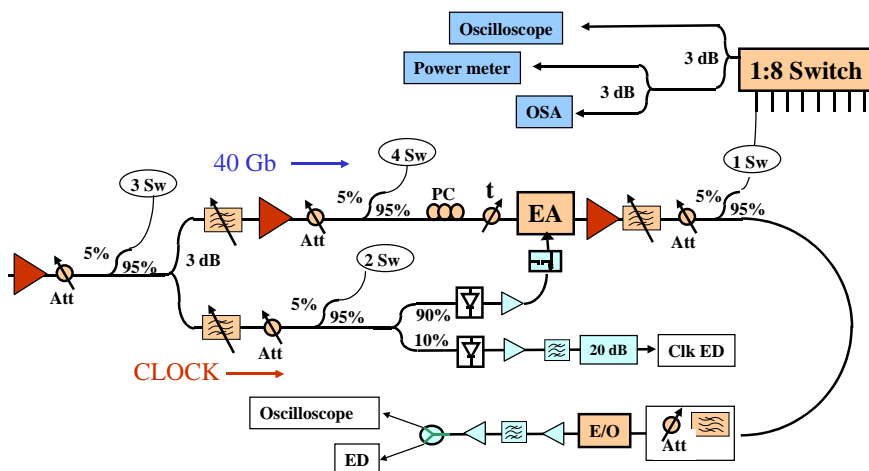 Oscilloscope
3 dB
1:8 Switch
Power meter
3 dB
OSA
40 Gb
4 Sw
1 Sw
3 Sw
5%
95%
PC
t
EA
5%
95%
Att
Att
5%
95%
3 dB
2 Sw
Att
5%
95%
90%
10%
Att
20 dB
Clk ED
CLOCK
Oscilloscope
E/O
Att
ED